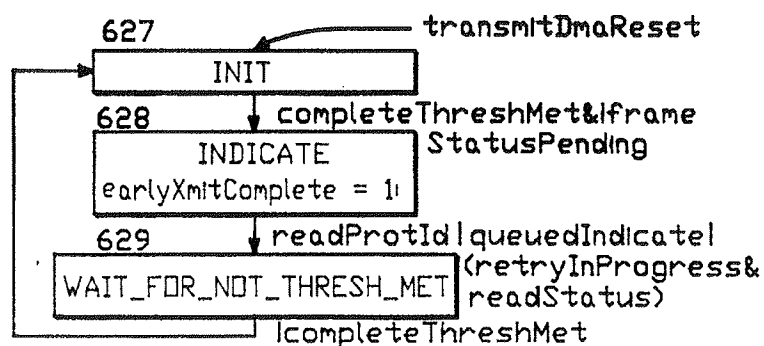 627
transmitDmaReset
INIT
completeThreshMet&!frame
StatusPending
628
INDICATE
earlyXmitComplete = 1;
629
readProtId|queuedIndicate|
(retryInProgress&
readStatus)
WAIT_FOR_NOT_THRESH_MET
!completeThreshMet